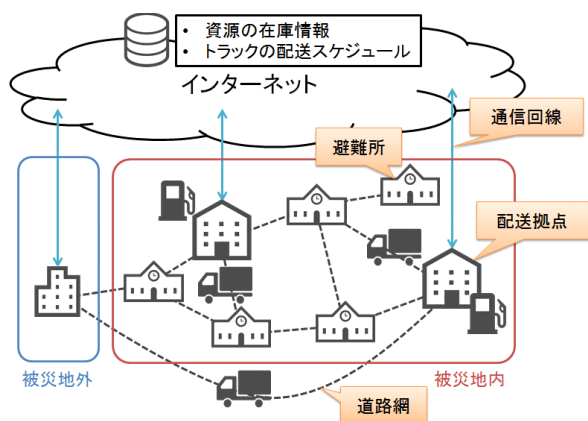 • 資源の在庫情報
• トラックの配送スケジュール
インターネット
通信回線
避難所
配送拠点
被災地外
被災地内
道路網